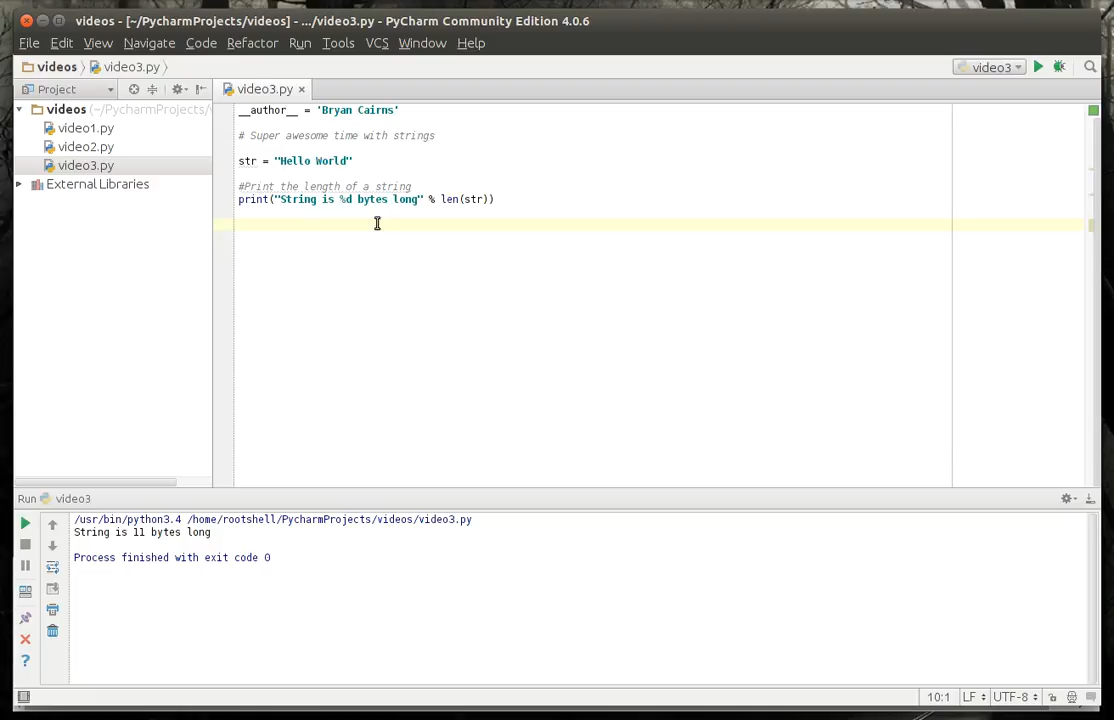 videos - [~/PycharmProjects/videos] - .../video3.py - PyCharm Community Edition 4.0.6
File Edit View Navigate Code Refactor Run Tools VCS Window Help
videos video3.py video3
Project video3.py
videos (~/PycharmProjects/
video1.py
video2.py
video3.py
External Libraries
__author__ = 'Bryan Cairns'
# Super awesome time with strings
str = "Hello World"
#Print the length of a string
print("String is %d bytes long" % len(str))
Run video3
/usr/bin/python3.4 /home/rootshell/PycharmProjects/videos/video3.py
String is 11 bytes long
Process finished with exit code 0
10:1 LF UTF-8